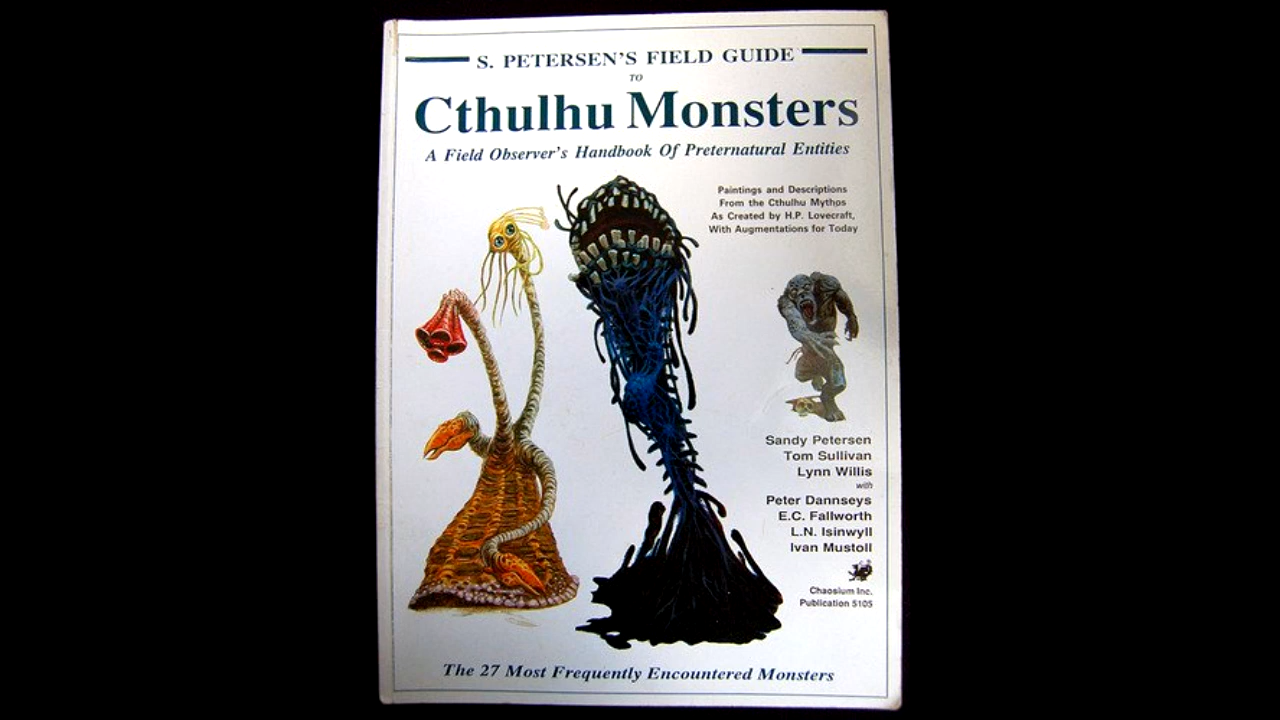 S. PETERSEN'S FIELD GUIDE
TO
Cthulhu Monsters
A Field Observer's Handbook Of Preternatural Entities
Paintings and Descriptions
From the Cthulhu Mythos
As Created by H.P. Lovecraft,
With Augmentations for Today
Sandy Petersen
Tom Sullivan
Lynn Willis
with
Peter Dannseys
E.C. Fallworth
L.N. Isinwyll
Ivan Mustoll
Chaosium Inc.
Publication 5105
The 27 Most Frequently Encountered Monsters